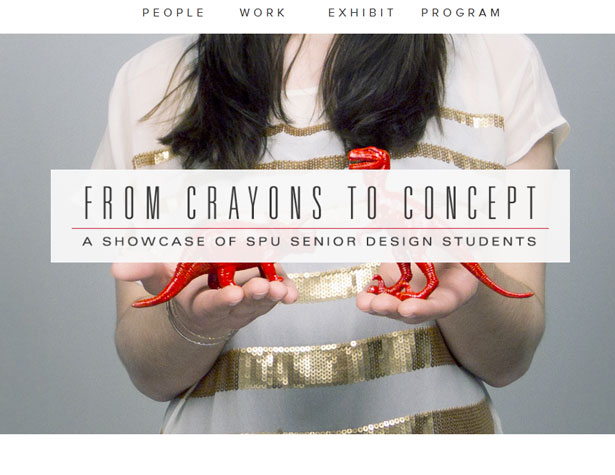 PEOPLE WORK EXHIBIT PROGRAM
FROM CRAYONS TO CONCEPT
A SHOWCASE OF SPU SENIOR DESIGN STUDENTS